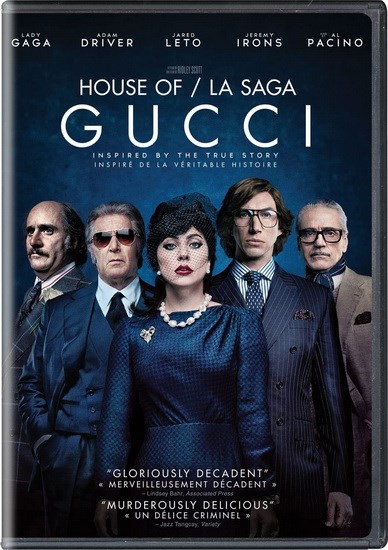 LADY GAGA
ADAM DRIVER
JARED LETO
JEREMY IRONS
AL PACINO
RIDLEY SCOTT
HOUSE OF / LA SAGA
GUCCI
INSPIRED BY THE TRUE STORY
INSPIRÉ DE LA VÉRITABLE HISTOIRE
“GLORIOUSLY DECADENT”
« MERVEILLEUSEMENT DÉCADENT »
– Lindsey Bahr, Associated Press
“MURDEROUSLY DELICIOUS”
« UN DÉLICE CRIMINEL »
– Jazz Tangcay, Variety